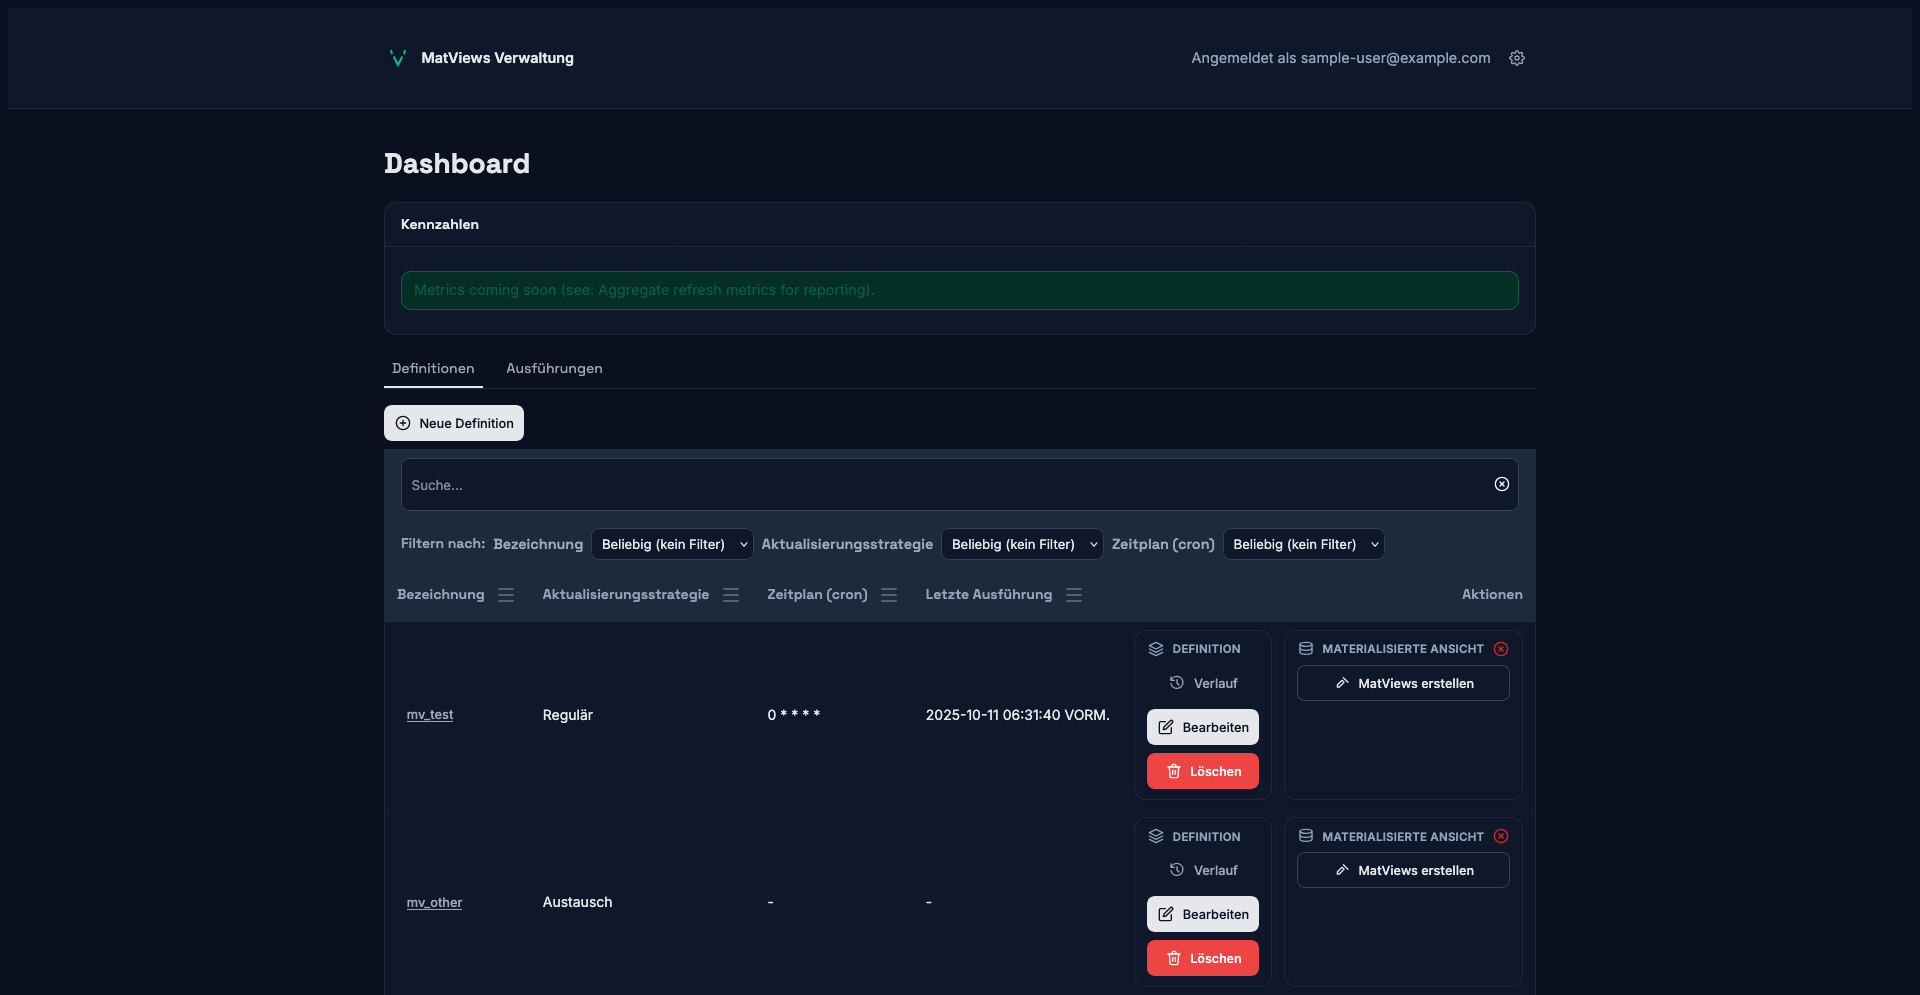 MatViews Verwaltung
Angemeldet als sample-user@example.com
Dashboard
Kennzahlen
Metrics coming soon (see: Aggregate refresh metrics for reporting).
Definitionen Ausführungen
Neue Definition
Suche...
Filtern nach: Bezeichnung Beliebig (kein Filter) Aktualisierungsstrategie Beliebig (kein Filter) Zeitplan (cron) Beliebig (kein Filter)
Bezeichnung Aktualisierungsstrategie Zeitplan (cron) Letzte Ausführung Aktionen
DEFINITION MATERIALISIERTE ANSICHT
Verlauf MatViews erstellen
mv_test Regulär 0 * * * * 2025-10-11 06:31:40 VORM.
Bearbeiten
Löschen
DEFINITION MATERIALISIERTE ANSICHT
Verlauf MatViews erstellen
mv_other Austausch - -
Bearbeiten
Löschen